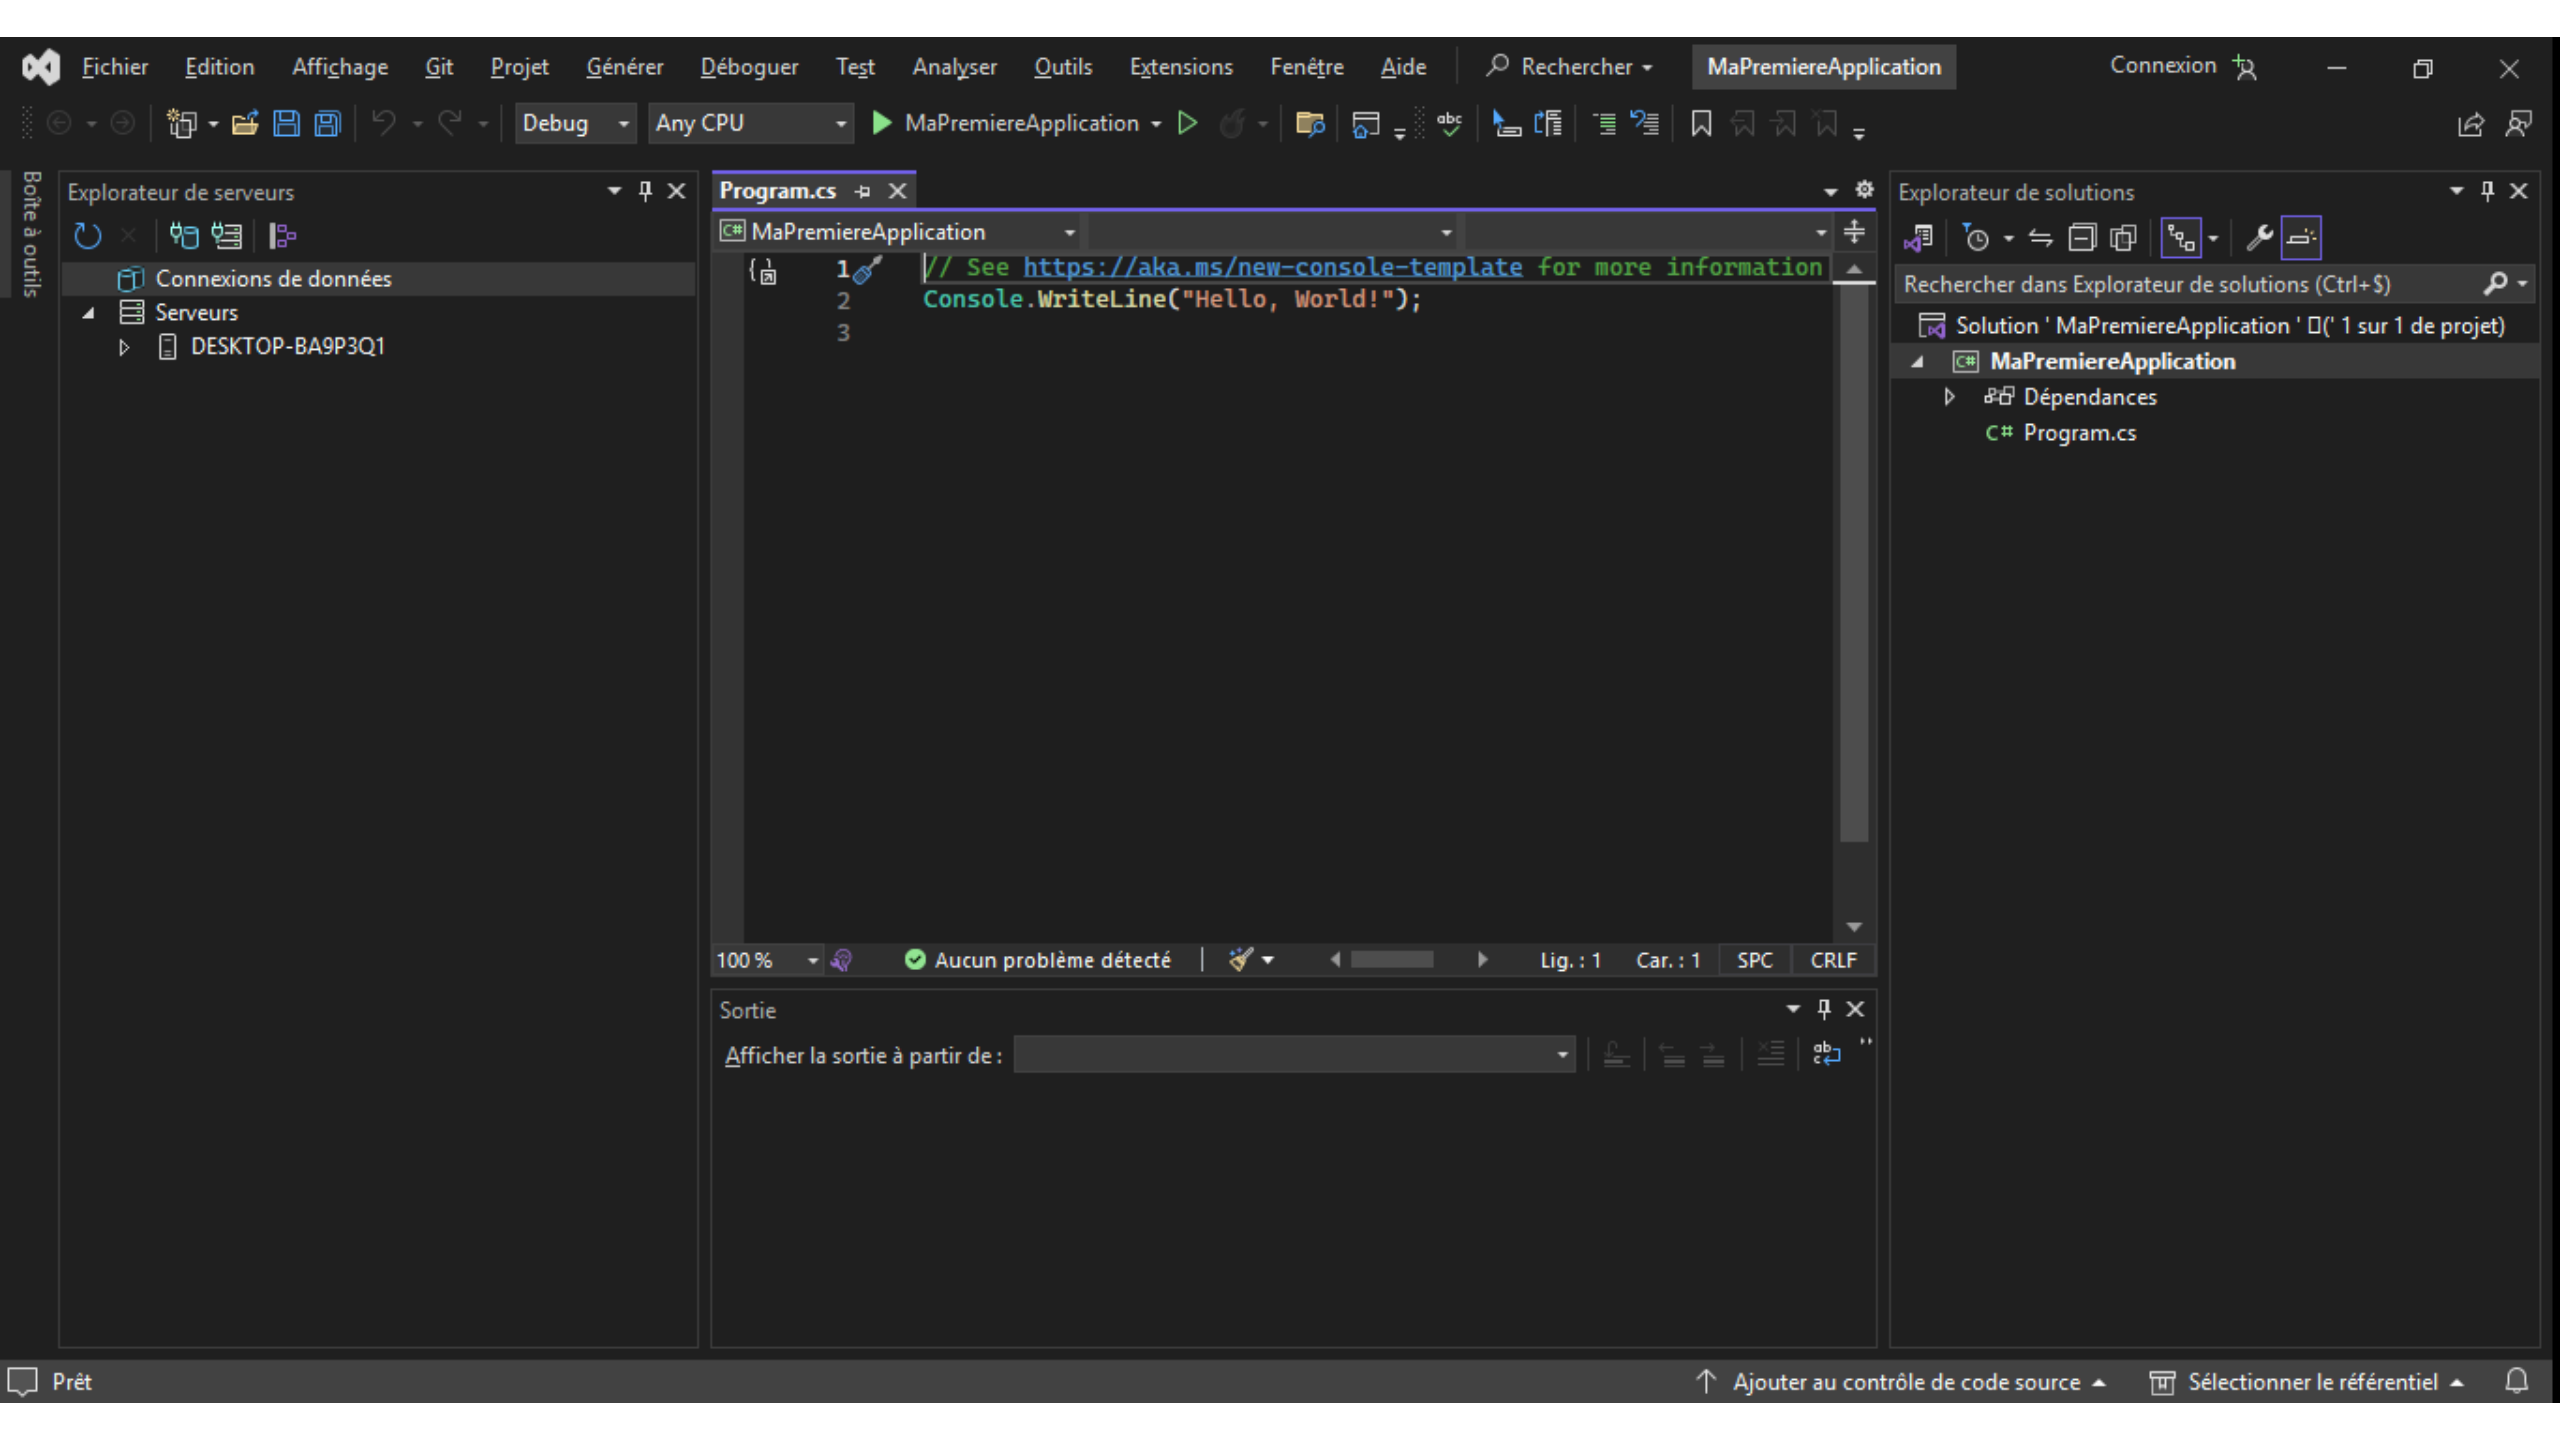 Fichier Edition Affichage Git Projet Générer Déboguer Test Analyser Outils Extensions Fenêtre Aide Rechercher MaPremiereApplication Connexion
Debug Any CPU MaPremiereApplication
Boîte à outils
Explorateur de serveurs
Connexions de données
Serveurs
DESKTOP-BA9P3Q1
Program.cs
MaPremiereApplication
1 // See https://aka.ms/new-console-template for more information
2 Console.WriteLine("Hello, World!");
3
100 % Aucun problème détecté Lig. : 1 Car. : 1 SPC CRLF
Sortie
Afficher la sortie à partir de :
Explorateur de solutions
Rechercher dans Explorateur de solutions (Ctrl+$)
Solution ' MaPremiereApplication ' (' 1 sur 1 de projet)
C# MaPremiereApplication
Dépendances
C# Program.cs
Prêt
Ajouter au contrôle de code source Sélectionner le référentiel